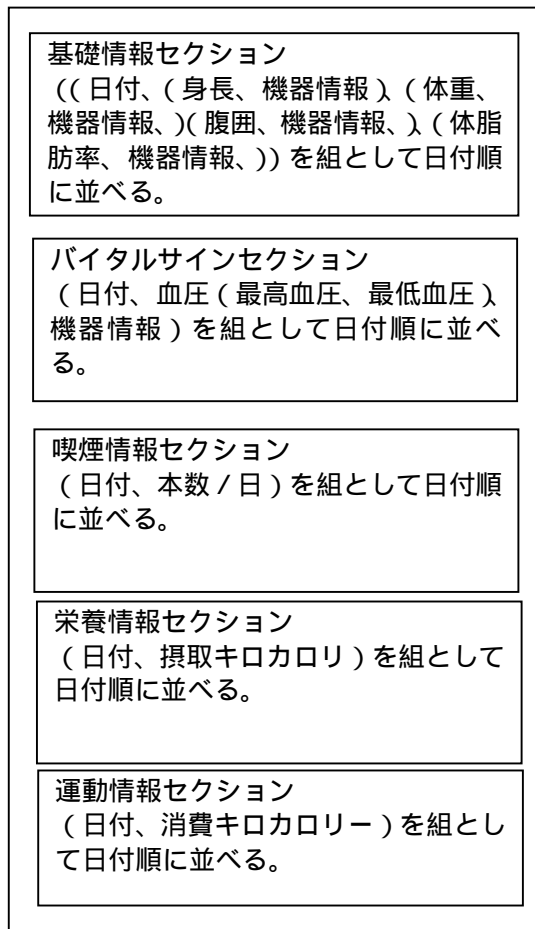 基礎情報セクション
((日付、(身長、機器情報)、(体重、
機器情報、)(腹囲、機器情報、)、(体脂
肪率、機器情報、))を組として日付順
に並べる。
バイタルサインセクション
(日付、血圧(最高血圧、最低血圧)、
機器情報)を組として日付順に並べ
る。
喫煙情報セクション
(日付、本数/日)を組として日付順
に並べる。
栄養情報セクション
(日付、摂取キロカロリ)を組として
日付順に並べる。
運動情報セクション
(日付、消費キロカロリー)を組とし
て日付順に並べる。